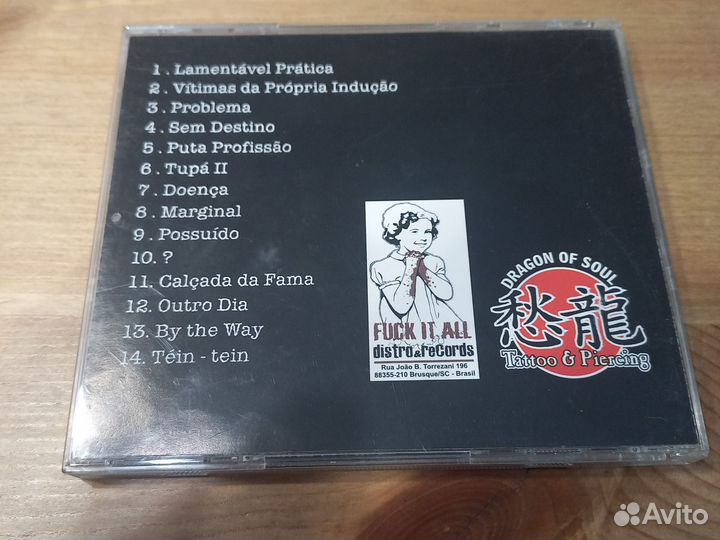 1 . Lamentável Prática
2 . Vítimas da Própria Indução
3 . Problema
4 . Sem Destino
5 . Puta Profissão
6 . Tupá II
7 . Doença
8 . Marginal
9 . Possuído
10. ?
11. Calçada da Fama
12. Outro Dia
13. By the Way
14. Téin - tein
FUCK IT ALL
distro&records
Rua João B. Torrezani 196
88355-210 Brusque/SC - Brasil
DRAGON OF SOUL
愁龍
Tattoo & Piercing
Avito